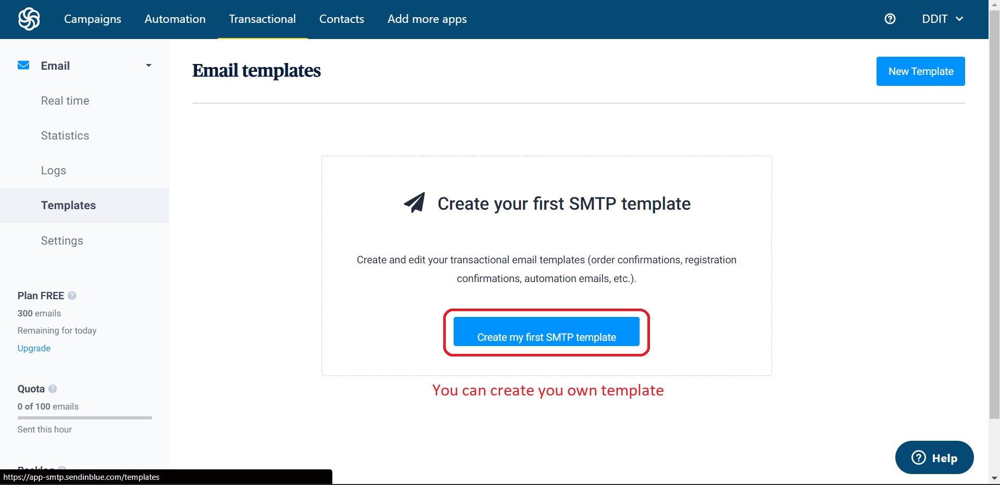 Campaigns Automation Transactional Contacts Add more apps DDIT
Email
Real time
Statistics
Logs
Templates
Settings
Plan FREE
300 emails
Remaining for today
Upgrade
Quota
0 of 100 emails
Sent this hour
Backlog
https://app-smtp.sendinblue.com/templates
Email templates
New Template
Create your first SMTP template
Create and edit your transactional email templates (order confirmations, registration
confirmations, automation emails, etc.).
Create my first SMTP template
You can create you own template
Help